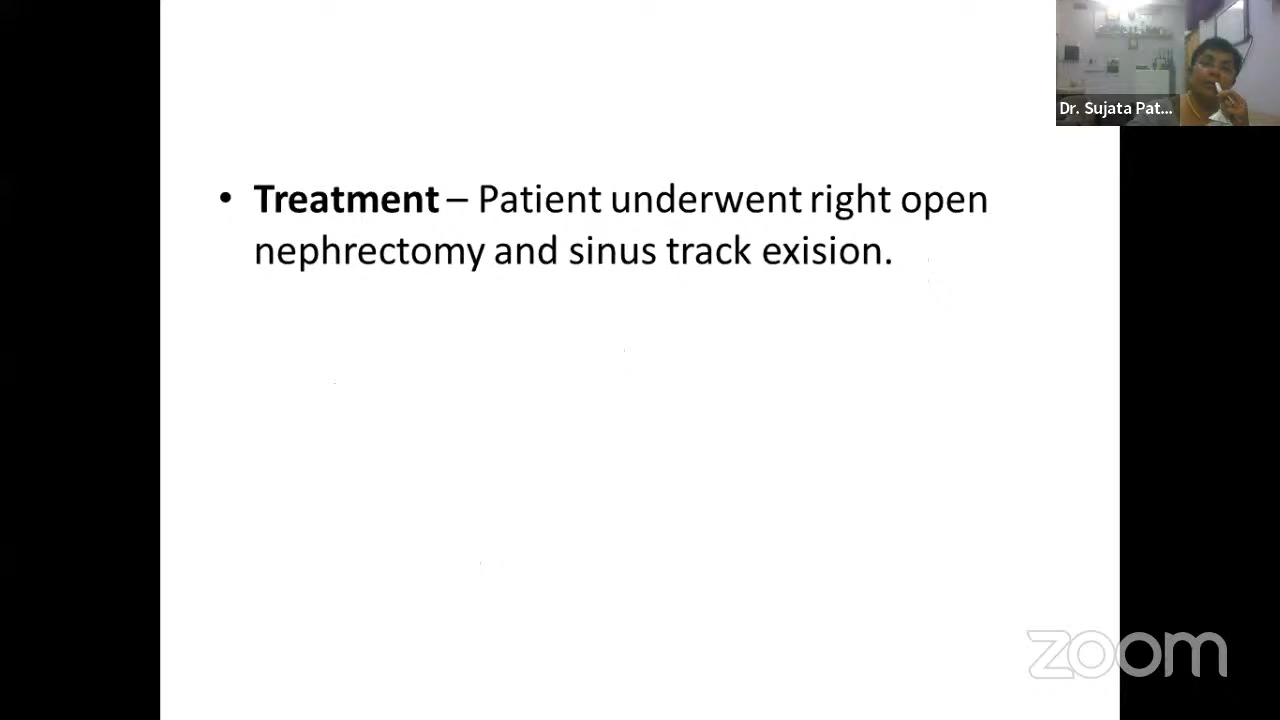 Dr. Sujata Pat...
• Treatment – Patient underwent right open
nephrectomy and sinus track exision.
zoom